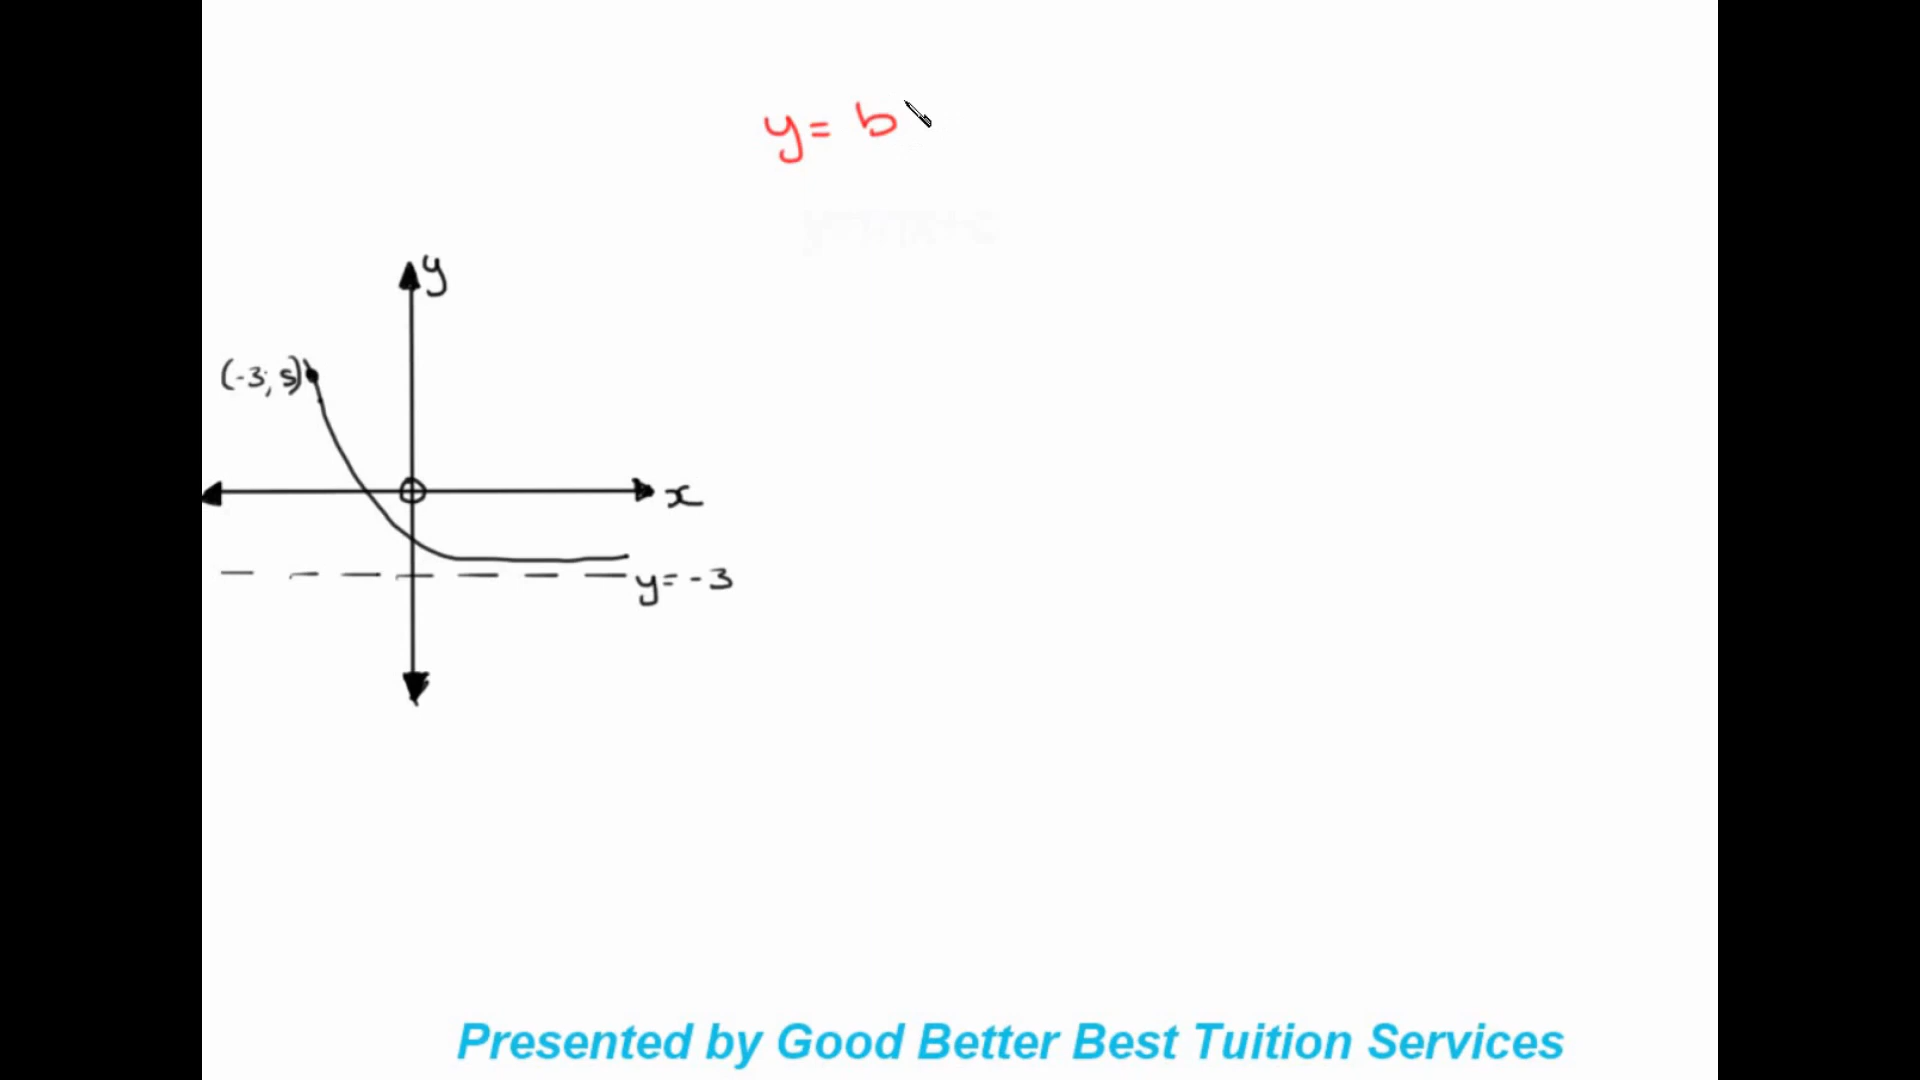 y= b
y
(-3; 5)
x
y= -3
Presented by Good Better Best Tuition Services